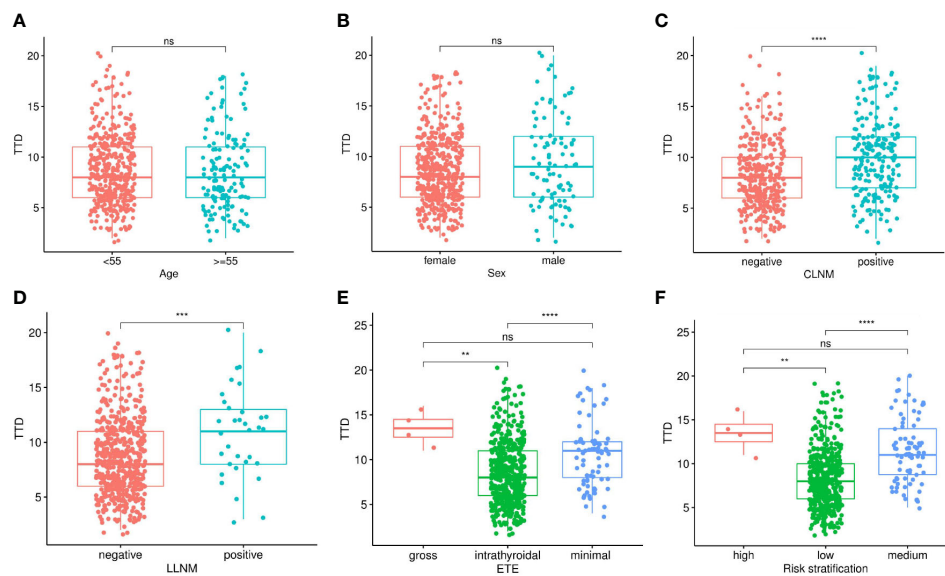 A
ns
20
15
10
5
TTD
<55
>=55
Age
B
ns
20
15
10
5
TTD
female
male
Sex
C
****
20
15
10
5
TTD
negative
positive
CLNM
D
***
20
15
10
5
TTD
negative
positive
LLNM
E
****
ns
**
25
20
15
10
5
TTD
gross
intrathyroidal
minimal
ETE
F
****
ns
**
25
20
15
10
5
TTD
high
low
medium
Risk stratification